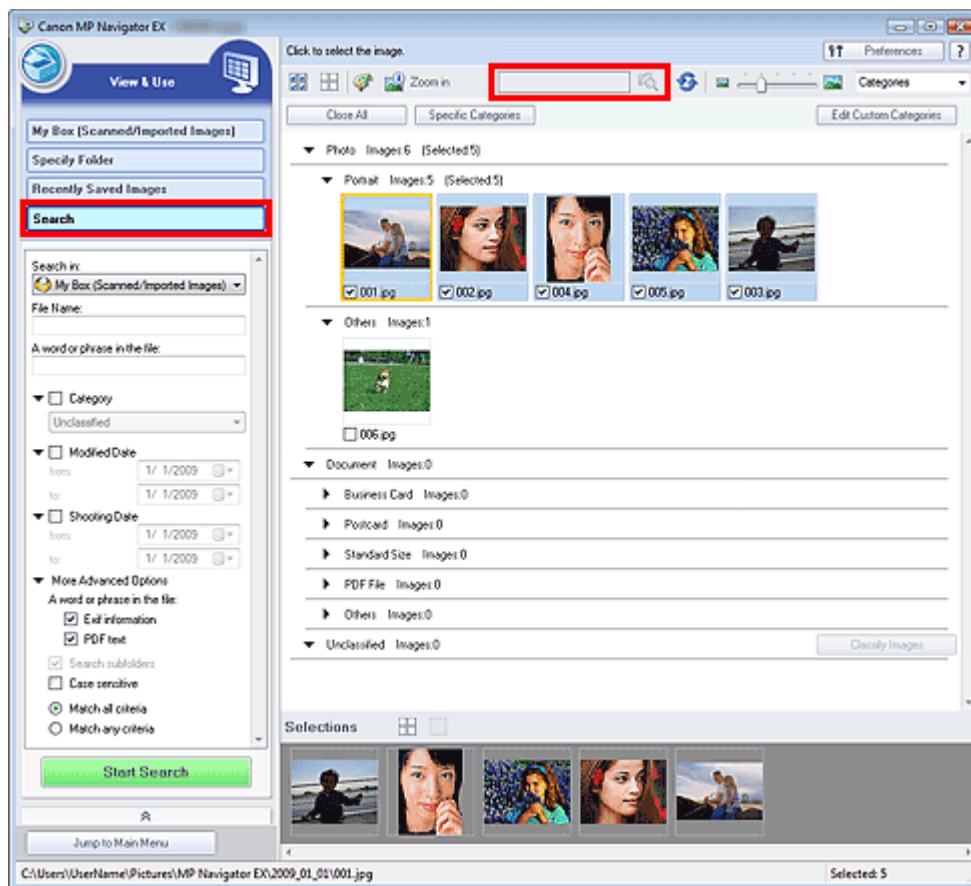 Canon MP Navigator EX
View & Use
My Box (Scanned/Imported Images)
Specify Folder
Recently Saved Images
Search
Search in:
My Box (Scanned/Imported Images)
File Name:
A word or phrase in the file:
Category
Unclassified
Modified Date
from: 1/ 1/2009
to: 1/ 1/2009
Shooting Date
from: 1/ 1/2009
to: 1/ 1/2009
More Advanced Options
A word or phrase in the file:
Exif information
PDF text
Search subfolders
Case sensitive
Match all criteria
Match any criteria
Start Search
Jump to Main Menu
Click to select the image.
Preferences ?
Zoom in
Categories
Close All Specific Categories Edit Custom Categories
Photo Images:6 (Selected:5)
Portrait Images:5 (Selected:5)
001.jpg 002.jpg 004.jpg 005.jpg 003.jpg
Others Images:1
006.jpg
Document Images:0
Business Card Images:0
Postcard Images:0
Standard Size Images:0
PDF File Images:0
Others Images:0
Unclassified Images:0 Classify Images
Selections
C:\Users\UserName\Pictures\MP Navigator EX\2009_01_01\001.jpg Selected: 5